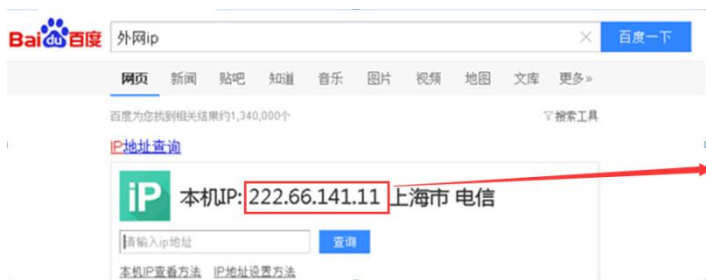 Bai du 百度 外网ip 百度一下
网页 新闻 贴吧 知道 音乐 图片 视频 地图 文库 更多»
百度为您找到相关结果约1,340,000个 搜索工具
IP地址查询
iP 本机IP: 222.66.141.11 上海市 电信
请输入ip地址 查询
本机IP查看方法 IP地址设置方法